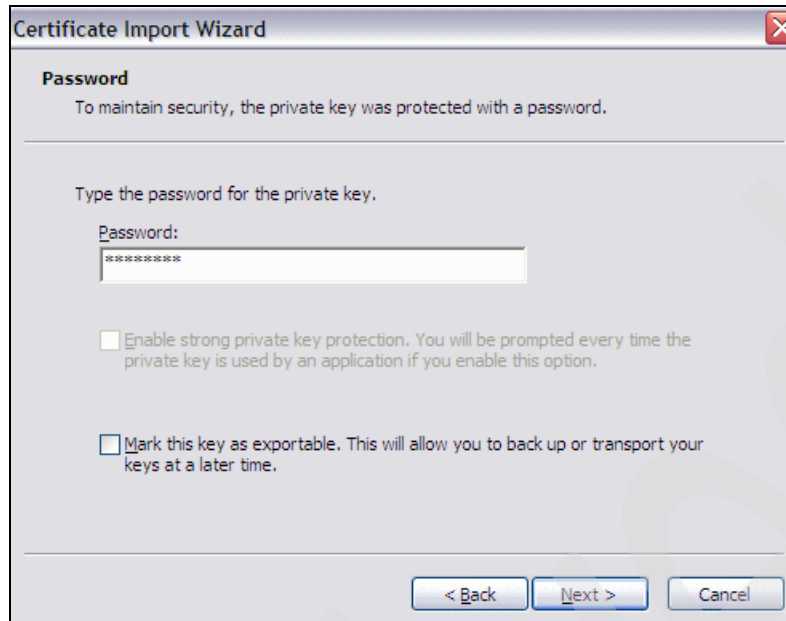 Certificate Import Wizard
Password
To maintain security, the private key was protected with a password.
Type the password for the private key.
Password:
********
Enable strong private key protection. You will be prompted every time the
private key is used by an application if you enable this option.
Mark this key as exportable. This will allow you to back up or transport your
keys at a later time.
< Back Next > Cancel